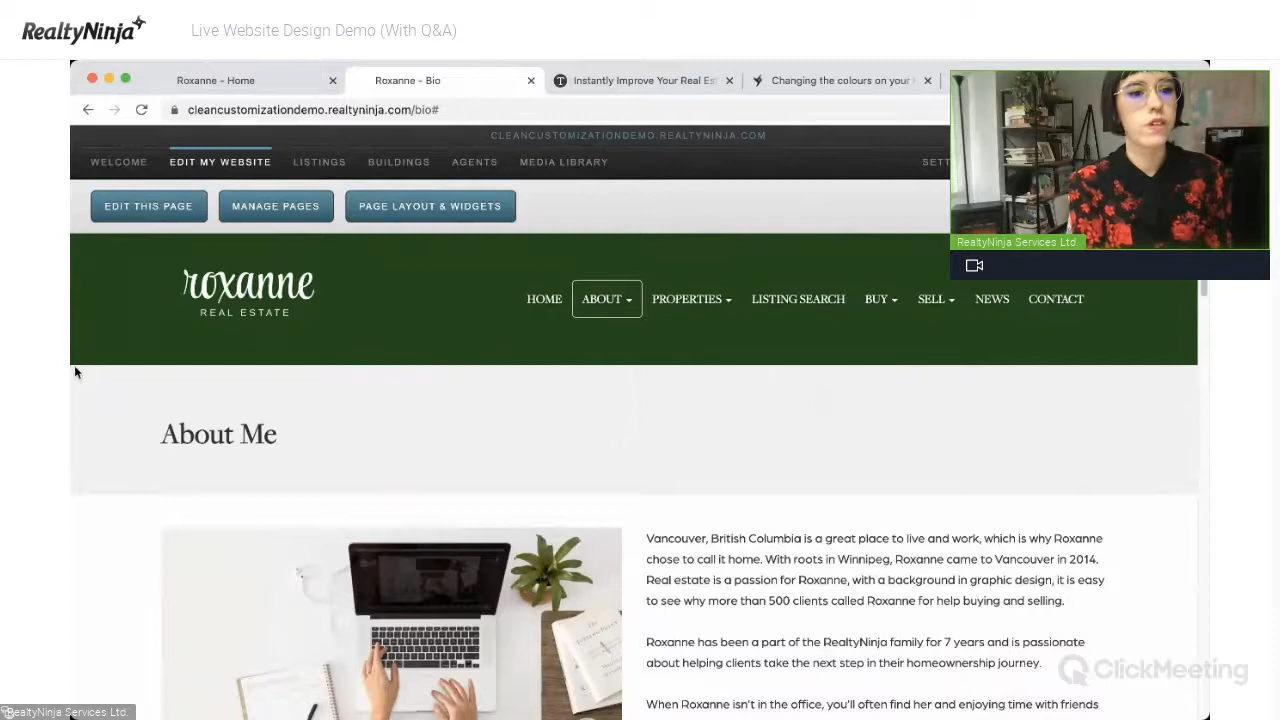 RealtyNinja
Live Website Design Demo (With Q&A)
Roxanne - Home
Roxanne - Bio
Instantly Improve Your Real Es
Changing the colours on your
cleancustomizationdemo.realtyninja.com/bio#
CLEANCUSTOMIZATIONDEMO.REALTYNINJA.COM
WELCOME EDIT MY WEBSITE LISTINGS BUILDINGS AGENTS MEDIA LIBRARY SETT
EDIT THIS PAGE MANAGE PAGES PAGE LAYOUT & WIDGETS
RealtyNinja Services Ltd.
roxanne
REAL ESTATE
HOME ABOUT PROPERTIES LISTING SEARCH BUY SELL NEWS CONTACT
About Me
Vancouver, British Columbia is a great place to live and work, which is why Roxanne
chose to call it home. With roots in Winnipeg, Roxanne came to Vancouver in 2014.
Real estate is a passion for Roxanne, with a background in graphic design, it is easy
to see why more than 500 clients called Roxanne for help buying and selling.
Roxanne has been a part of the RealtyNinja family for 7 years and is passionate
about helping clients take the next step in their homeownership journey.
When Roxanne isn't in the office, you'll often find her and enjoying time with friends
ClickMeeting
RealtyNinja Services Ltd.